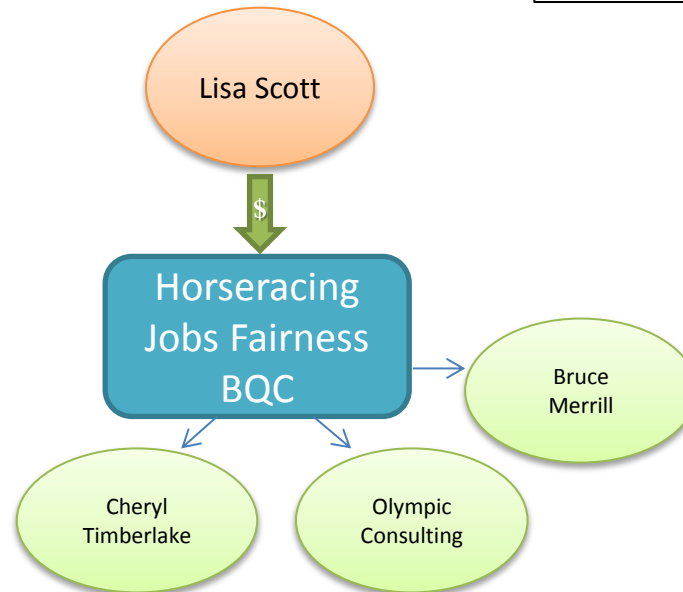 Lisa Scott
$
Horseracing
Jobs Fairness
BQC
Bruce
Merrill
Cheryl
Timberlake
Olympic
Consulting